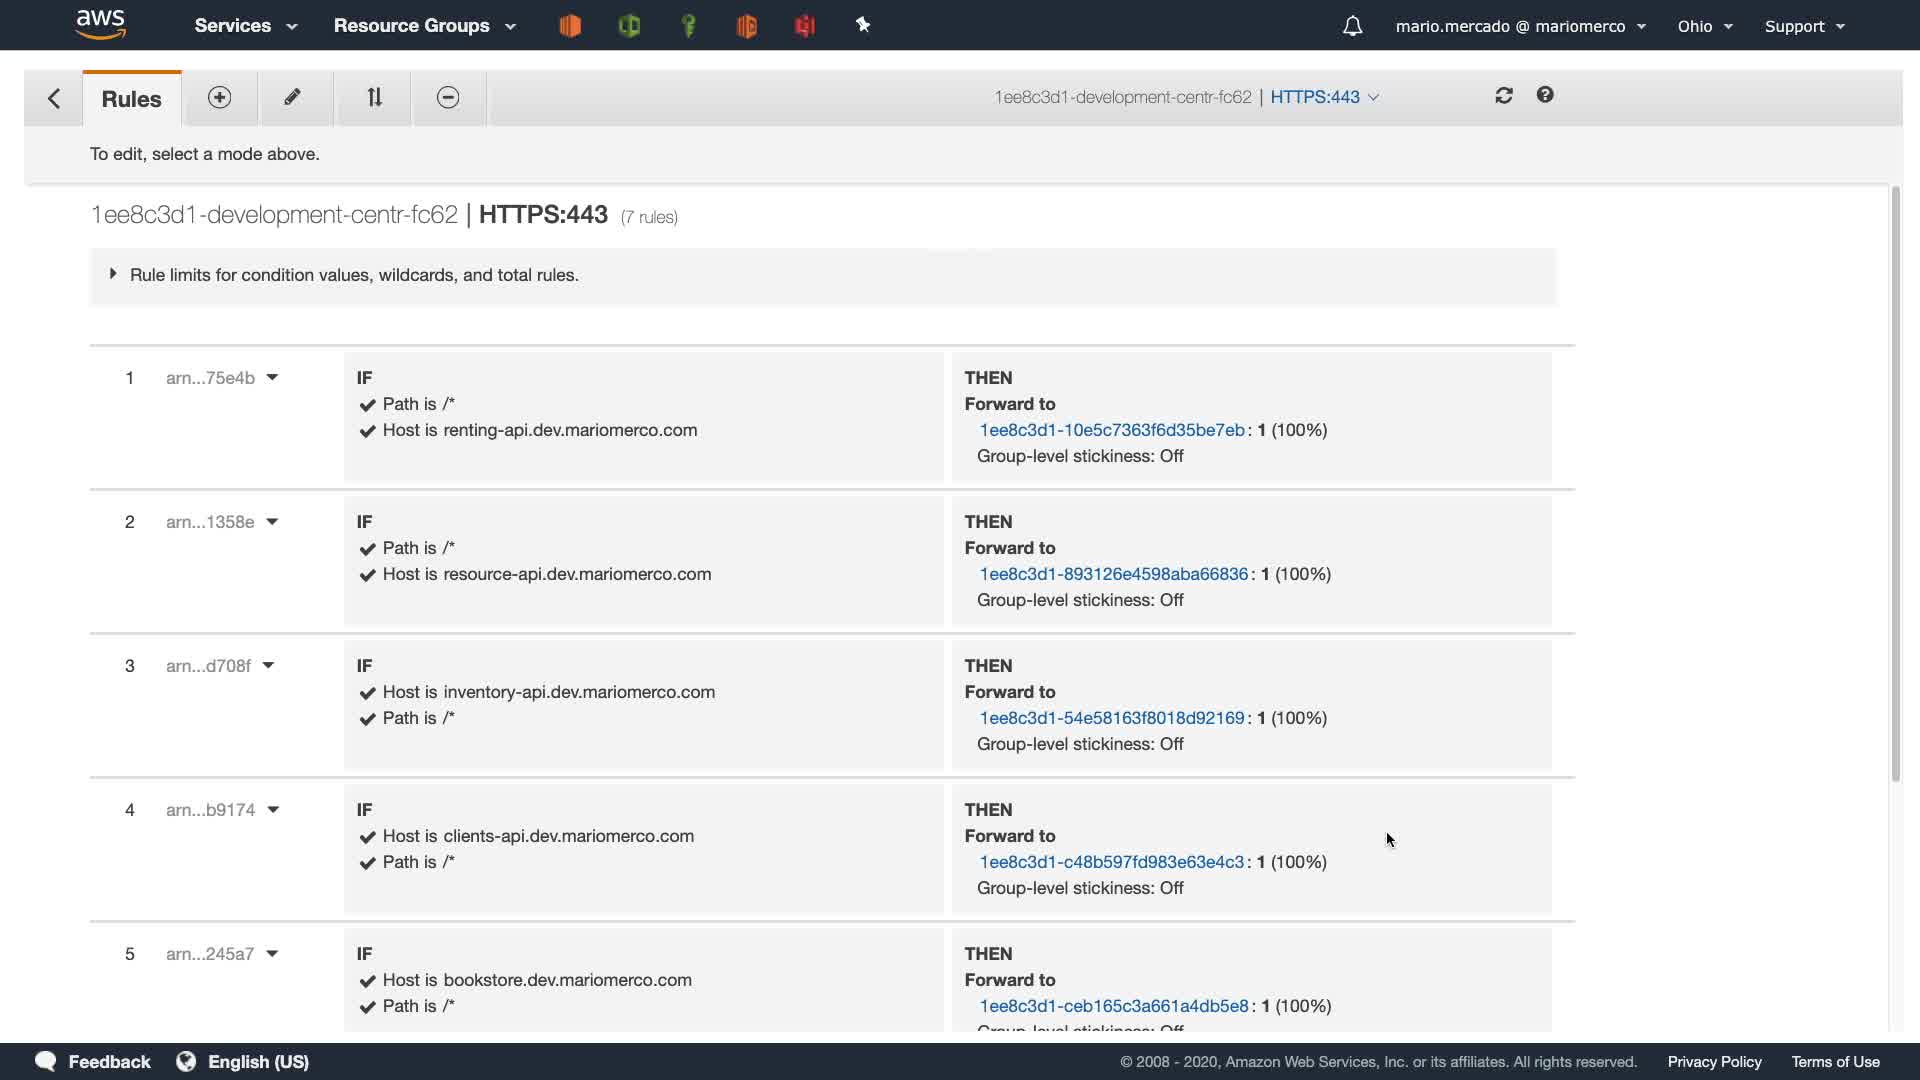 aws
Services
Resource Groups
mario.mercado @ mariomerco
Ohio
Support
Rules
1ee8c3d1-development-centr-fc62 | HTTPS:443
To edit, select a mode above.
1ee8c3d1-development-centr-fc62 | HTTPS:443 (7 rules)
Rule limits for condition values, wildcards, and total rules.
1 arn...75e4b
IF
Path is /*
Host is renting-api.dev.mariomerco.com
THEN
Forward to
1ee8c3d1-10e5c7363f6d35be7eb: 1 (100%)
Group-level stickiness: Off
2 arn...1358e
IF
Path is /*
Host is resource-api.dev.mariomerco.com
THEN
Forward to
1ee8c3d1-893126e4598aba66836: 1 (100%)
Group-level stickiness: Off
3 arn...d708f
IF
Host is inventory-api.dev.mariomerco.com
Path is /*
THEN
Forward to
1ee8c3d1-54e58163f8018d92169: 1 (100%)
Group-level stickiness: Off
4 arn...b9174
IF
Host is clients-api.dev.mariomerco.com
Path is /*
THEN
Forward to
1ee8c3d1-c48b597fd983e63e4c3: 1 (100%)
Group-level stickiness: Off
5 arn...245a7
IF
Host is bookstore.dev.mariomerco.com
Path is /*
THEN
Forward to
1ee8c3d1-ceb165c3a661a4db5e8: 1 (100%)
Group-level stickiness: Off
Feedback
English (US)
© 2008 - 2020, Amazon Web Services, Inc. or its affiliates. All rights reserved.
Privacy Policy
Terms of Use